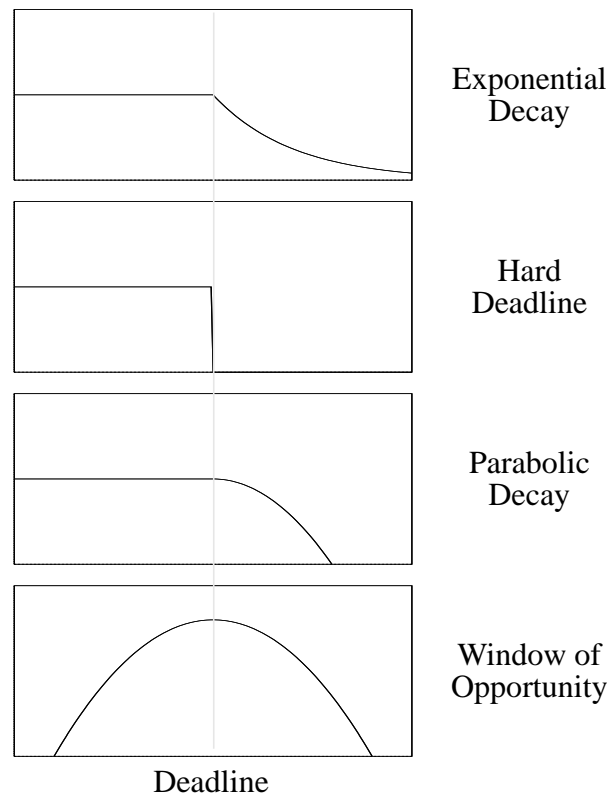 Exponential
Decay
Hard
Deadline
Parabolic
Decay
Window of
Opportunity
Deadline